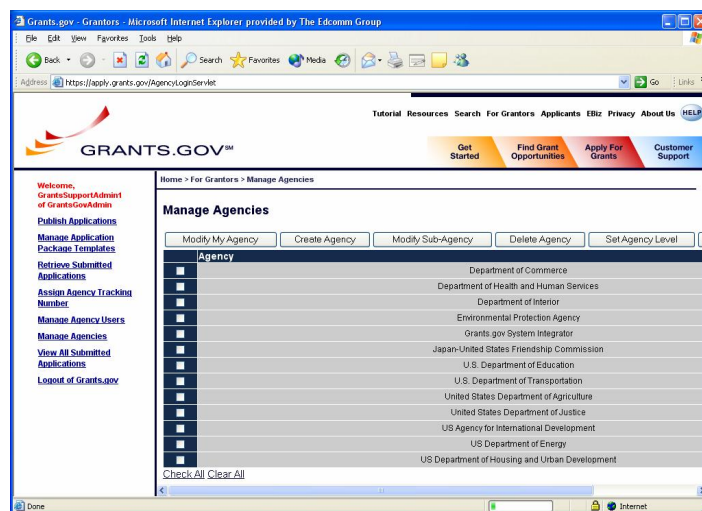 Grants.gov - Grantors - Microsoft Internet Explorer provided by The Edcomm Group
File Edit View Favorites Tools Help
Back Search Favorites Media
Address https://apply.grants.gov/AgencyLoginServlet Go Links
Tutorial Resources Search For Grantors Applicants EBiz Privacy About Us HELP
GRANTS.GOV℠
Get Started
Find Grant Opportunities
Apply For Grants
Customer Support
Welcome,
GrantsSupportAdmin1
of GrantsGovAdmin
Publish Applications
Manage Application
Package Templates
Retrieve Submitted
Applications
Assign Agency Tracking
Number
Manage Agency Users
Manage Agencies
View All Submitted
Applications
Logout of Grants.gov
Home > For Grantors > Manage Agencies
Manage Agencies
Modify My Agency Create Agency Modify Sub-Agency Delete Agency Set Agency Level
Agency
Department of Commerce
Department of Health and Human Services
Department of Interior
Environmental Protection Agency
Grants.gov System Integrator
Japan-United States Friendship Commission
U.S. Department of Education
U.S. Department of Transportation
United States Department of Agriculture
United States Department of Justice
US Agency for International Development
US Department of Energy
US Department of Housing and Urban Development
Check All Clear All
Done Internet